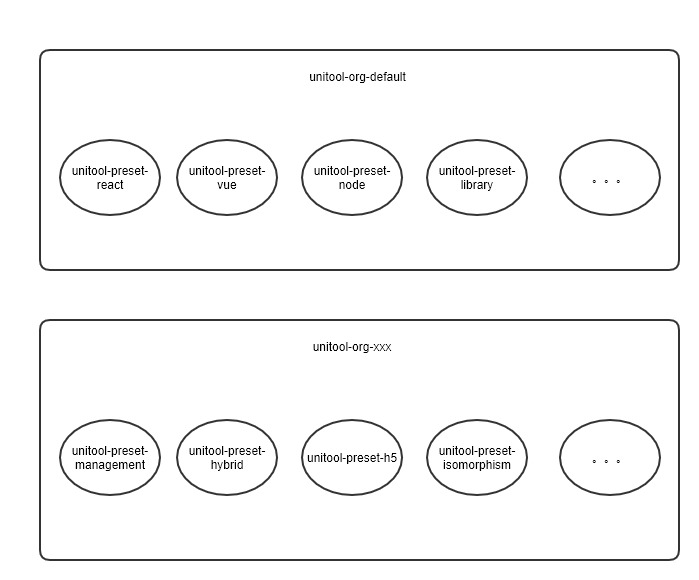 unitool-org-default
unitool-preset-
react
unitool-preset-
vue
unitool-preset-
node
unitool-preset-
library
。。。
unitool-org-xxx
unitool-preset-
management
unitool-preset-
hybrid
unitool-preset-h5
unitool-preset-
isomorphism
。。。